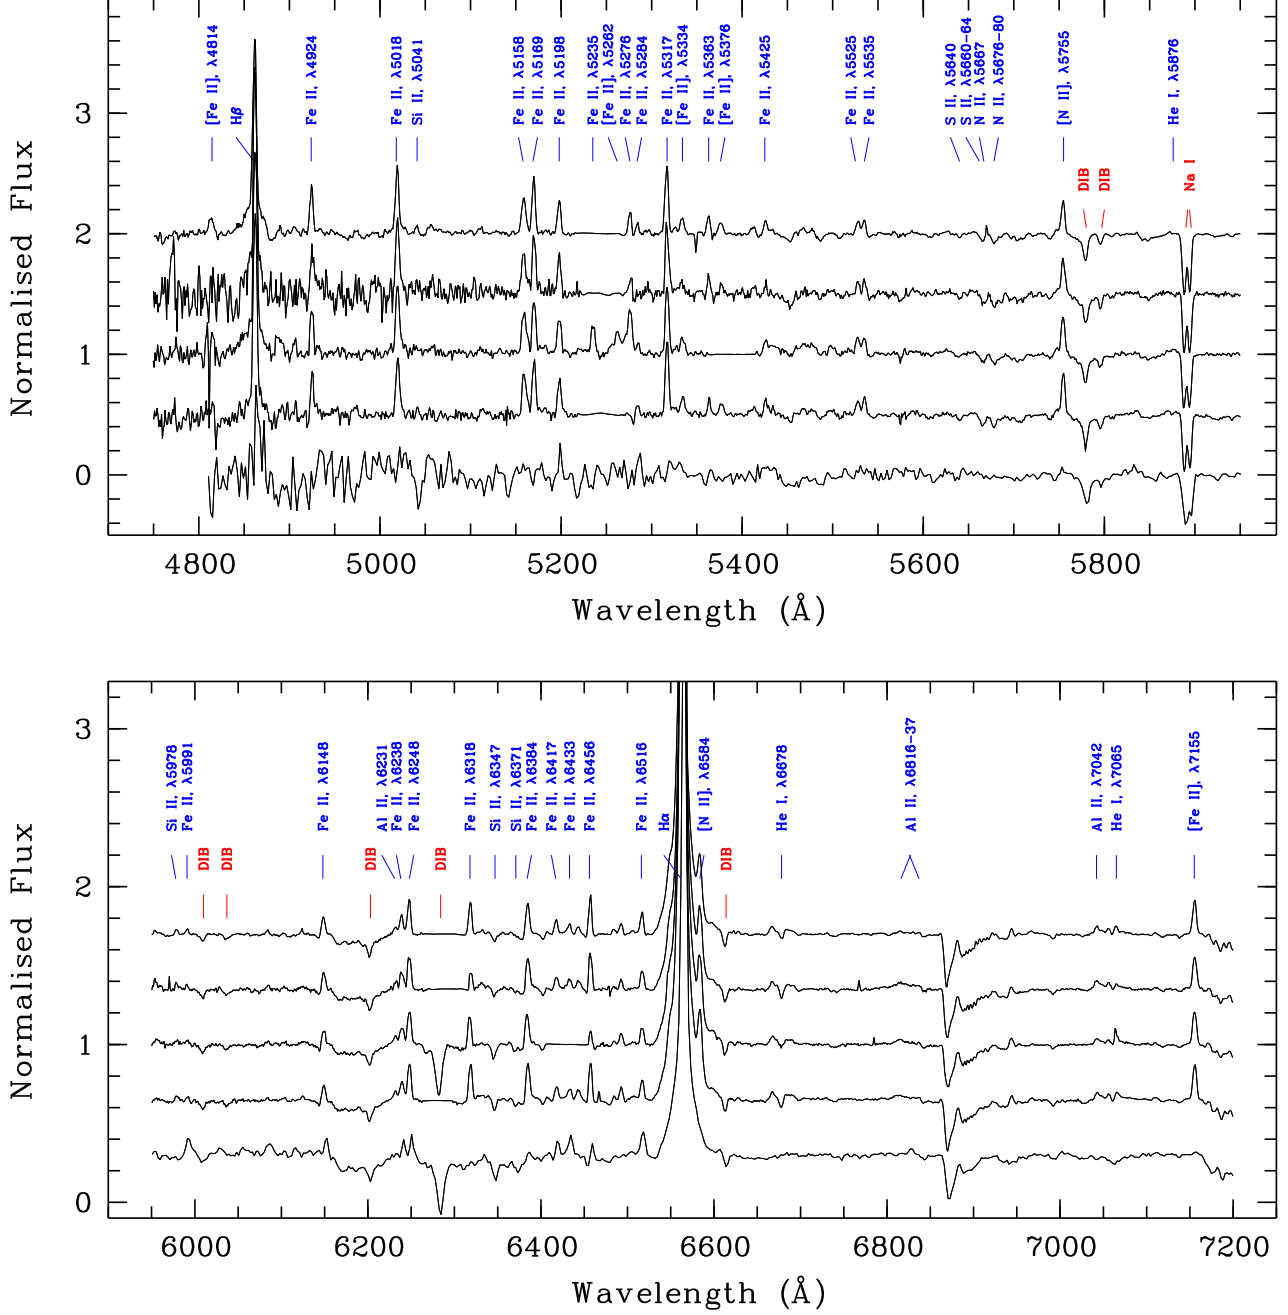 [Fe II], λ4814
Hβ
Fe II, λ4924
Fe II, λ5018
Si II, λ5041
Fe II, λ5158
Fe II, λ5169
Fe II, λ5198
Fe II, λ5235
[Fe II], λ5262
Fe II, λ5276
Fe II, λ5284
Fe II, λ5317
[Fe II], λ5334
Fe II, λ5363
[Fe II], λ5376
Fe II, λ5425
Fe II, λ5525
Fe II, λ5535
S II, λ5640
S II, λ5660-64
N II, λ5667
N II, λ5676-80
[N II], λ5755
He I, λ5876
DIB
DIB
Na I
3
2
1
0
Normalised Flux
4800
5000
5200
5400
5600
5800
Wavelength (Å)
Si II, λ5978
Fe II, λ5991
DIB
DIB
Fe II, λ6148
DIB
Al II, λ6231
Fe II, λ6238
Fe II, λ6248
DIB
Fe II, λ6318
Si II, λ6347
Si II, λ6371
Fe II, λ6384
Fe II, λ6417
Fe II, λ6433
Fe II, λ6456
Fe II, λ6516
Hα
[N II], λ6584
DIB
He I, λ6678
Al II, λ6816-37
Al II, λ7042
He I, λ7065
[Fe II], λ7155
3
2
1
0
Normalised Flux
6000
6200
6400
6600
6800
7000
7200
Wavelength (Å)